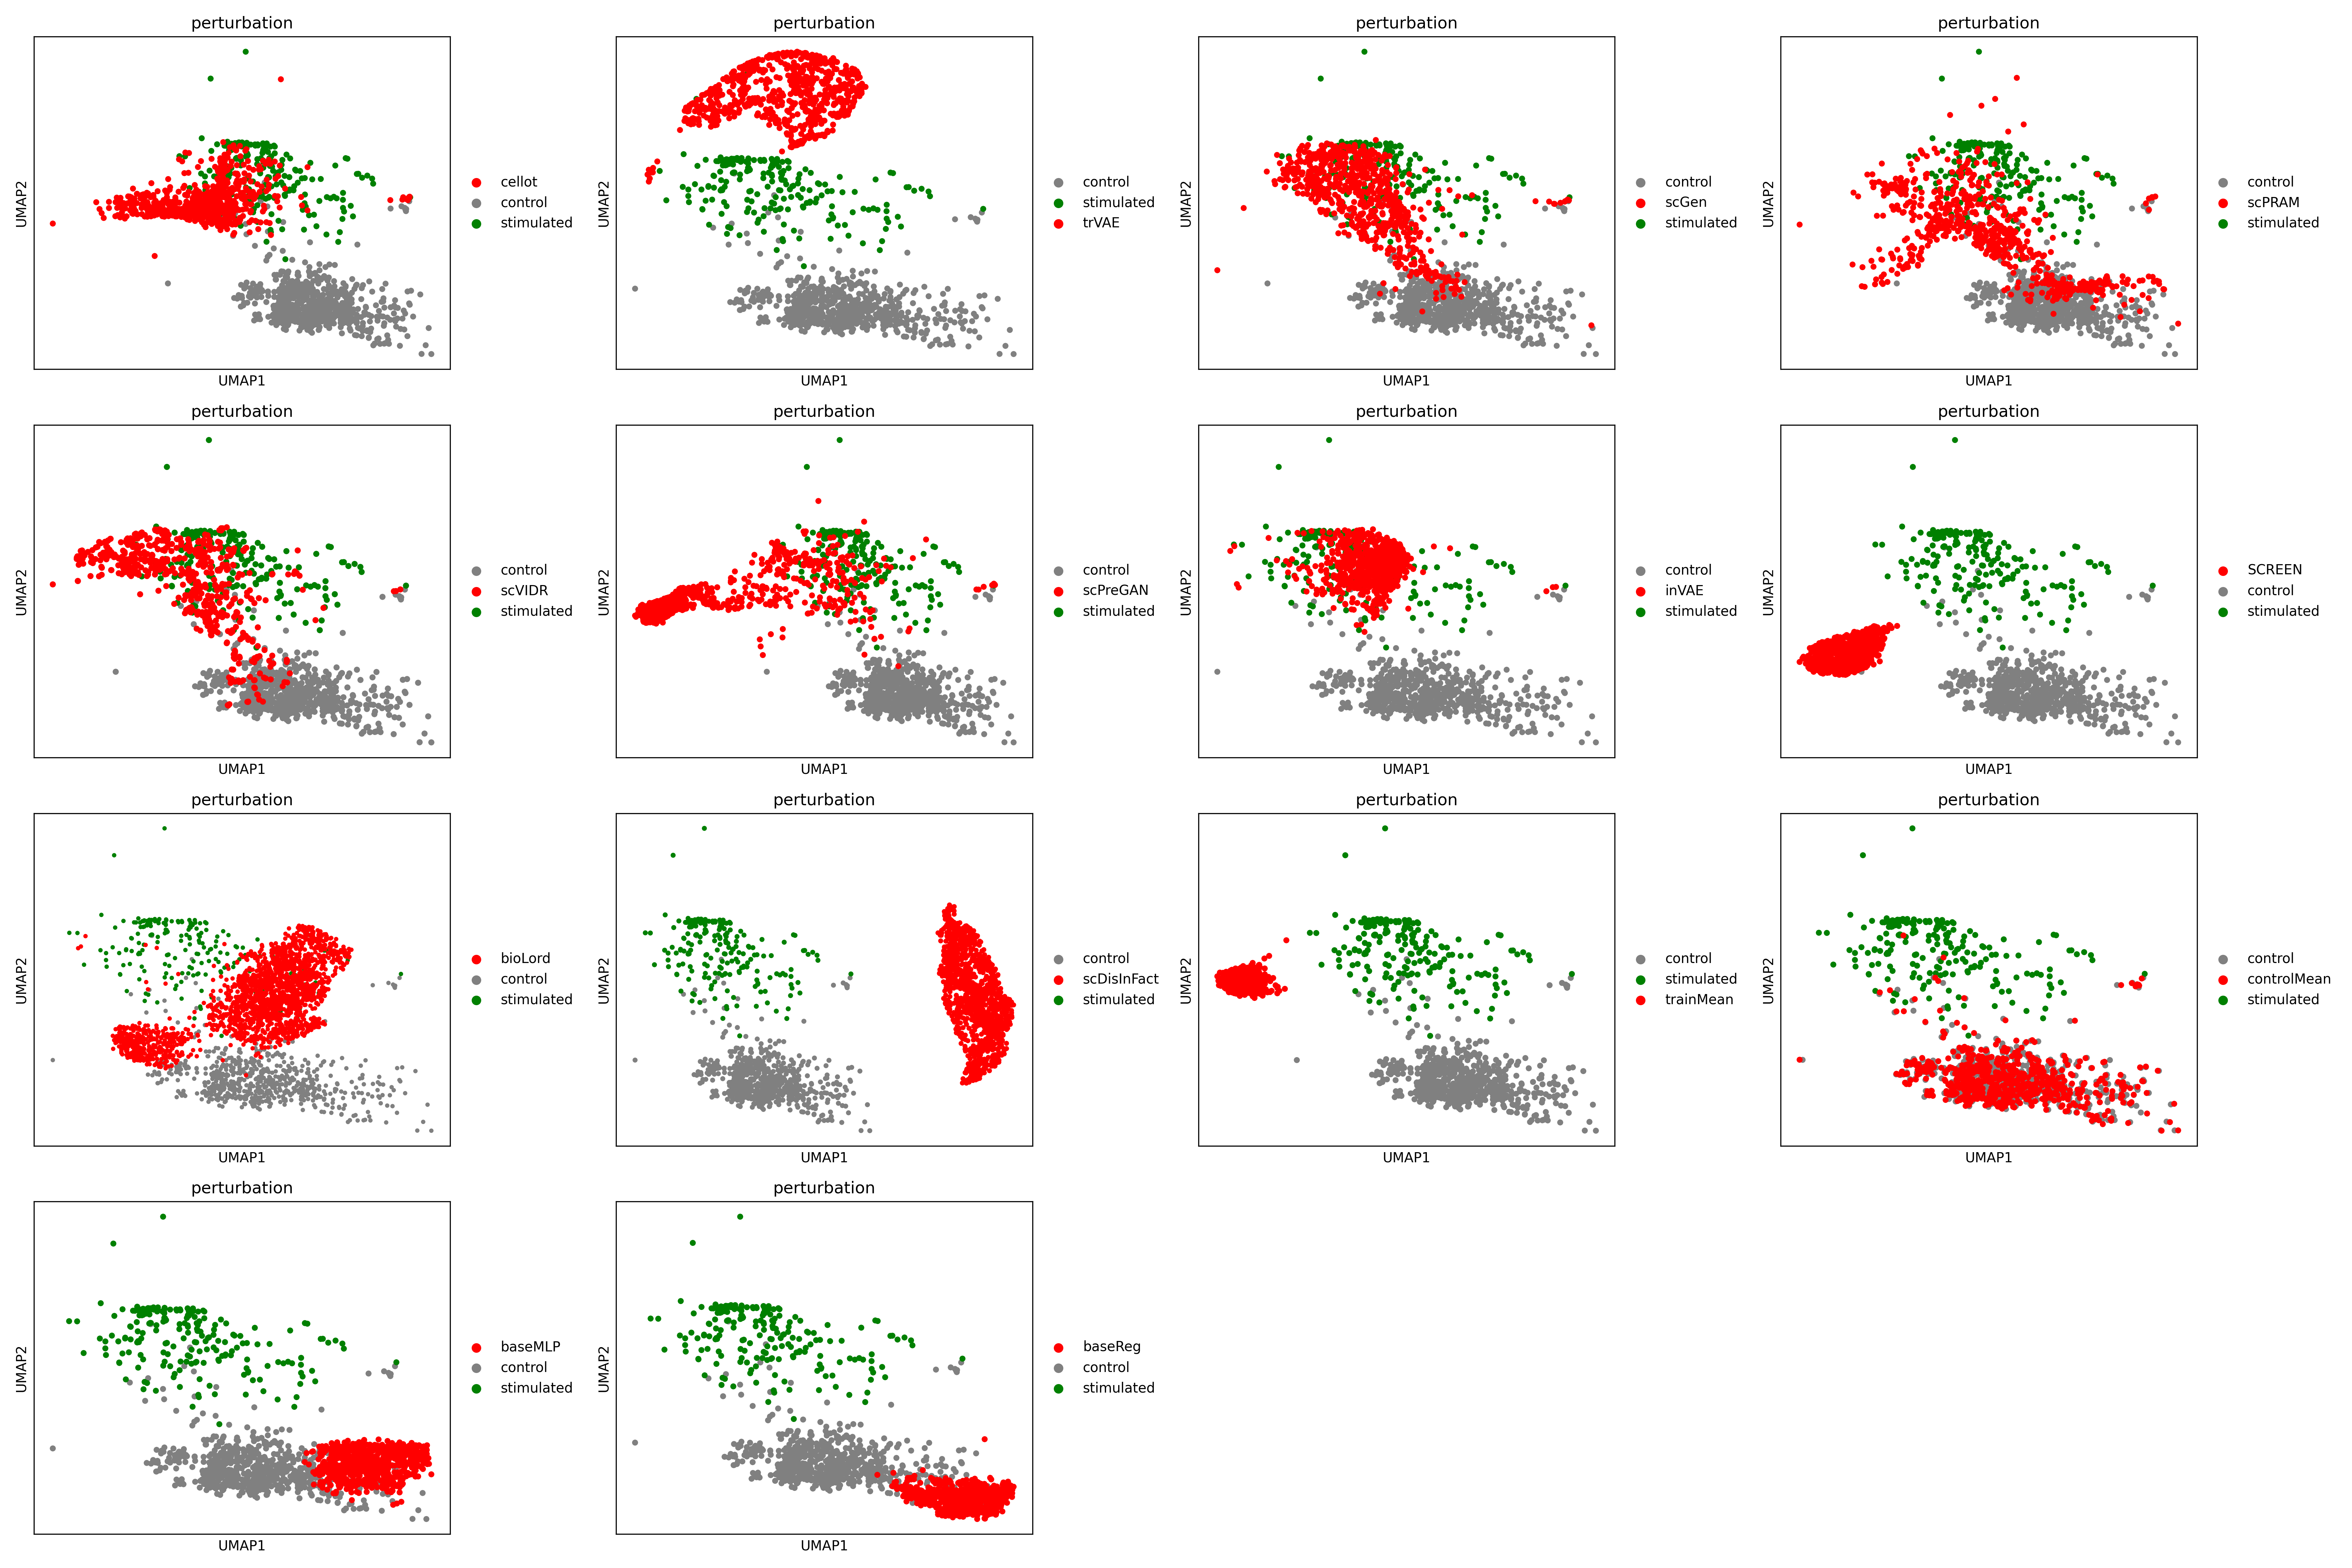 perturbation
UMAP2
cellot
control
stimulated
UMAP1
perturbation
UMAP2
control
stimulated
trVAE
UMAP1
perturbation
UMAP2
control
scGen
stimulated
UMAP1
perturbation
UMAP2
control
scPRAM
stimulated
UMAP1
perturbation
UMAP2
control
scVIDR
stimulated
UMAP1
perturbation
UMAP2
control
scPreGAN
stimulated
UMAP1
perturbation
UMAP2
control
inVAE
stimulated
UMAP1
perturbation
UMAP2
SCREEN
control
stimulated
UMAP1
perturbation
UMAP2
bioLord
control
stimulated
UMAP1
perturbation
UMAP2
control
scDisInFact
stimulated
UMAP1
perturbation
UMAP2
control
stimulated
trainMean
UMAP1
perturbation
UMAP2
control
controlMean
stimulated
UMAP1
perturbation
UMAP2
baseMLP
control
stimulated
UMAP1
perturbation
UMAP2
baseReg
control
stimulated
UMAP1